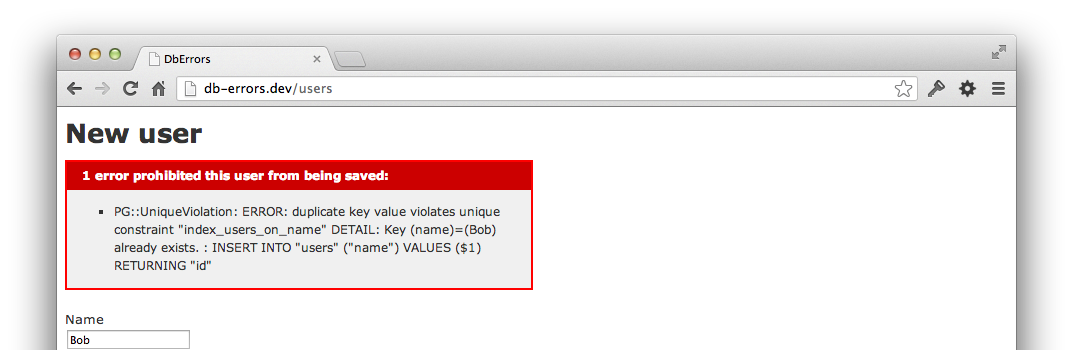 DbErrors
db-errors.dev/users
New user
1 error prohibited this user from being saved:
PG::UniqueViolation: ERROR: duplicate key value violates unique
constraint "index_users_on_name" DETAIL: Key (name)=(Bob)
already exists. : INSERT INTO "users" ("name") VALUES ($1)
RETURNING "id"
Name
Bob